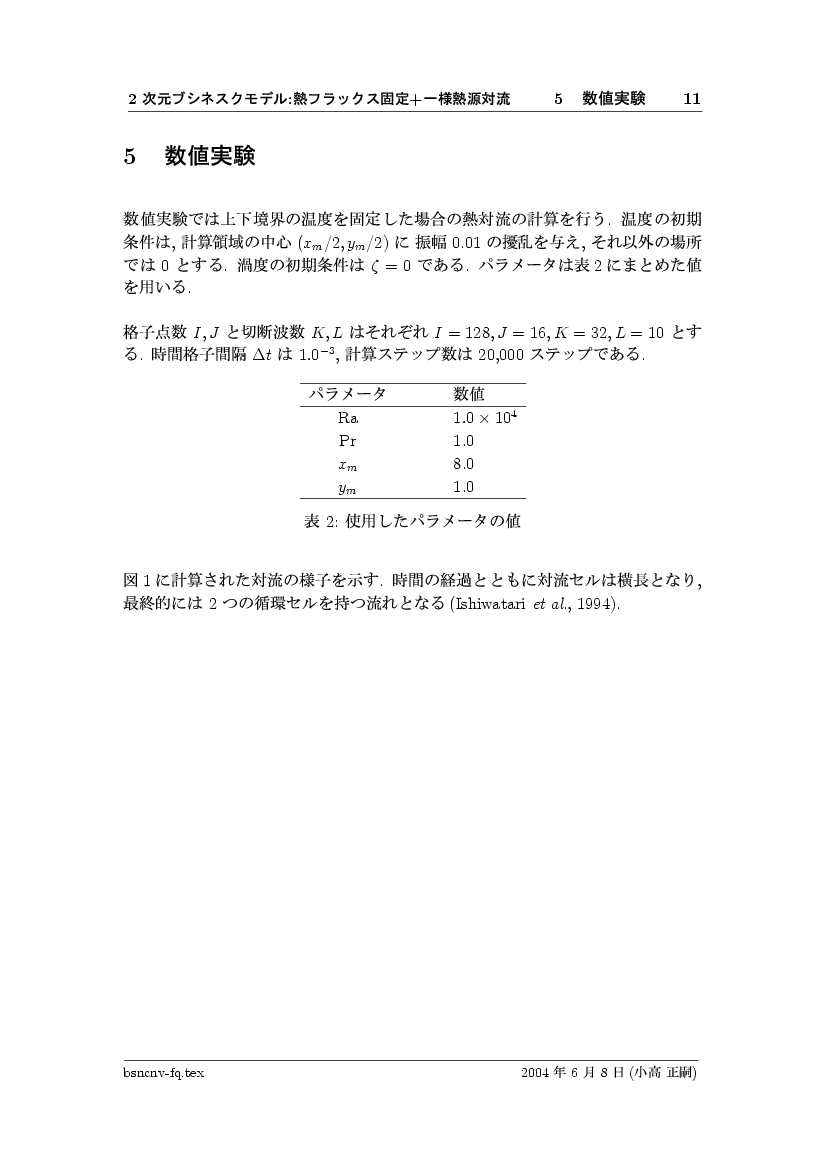 2 次元ブシネスクモデル:熱フラックス固定+一様熱源対流 5 数値実験 11
5 数値実験
数値実験では上下境界の温度を固定した場合の熱対流の計算を行う. 温度の初期
条件は, 計算領域の中心 (xₘ/2, yₘ/2) に 振幅 0.01 の擾乱を与え, それ以外の場所
では 0 とする. 渦度の初期条件は ζ = 0 である. パラメータは表 2 にまとめた値
を用いる.
格子点数 I, J と切断波数 K, L はそれぞれ I = 128, J = 16, K = 32, L = 10 とす
る. 時間格子間隔 Δt は 1.0⁻³, 計算ステップ数は 20,000 ステップである.
パラメータ 数値
Ra 1.0 × 10⁴
Pr 1.0
xₘ 8.0
yₘ 1.0
表 2: 使用したパラメータの値
図 1 に計算された対流の様子を示す. 時間の経過とともに対流セルは横長となり,
最終的には 2 つの循環セルを持つ流れとなる (Ishiwatari et al., 1994).
bsncnv-fq.tex 2004 年 6 月 8 日 (小高 正嗣)